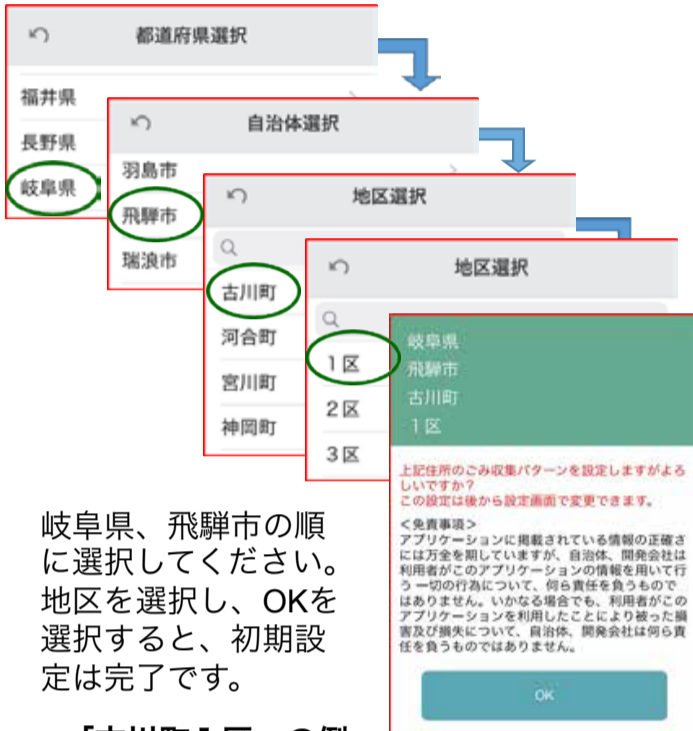 都道府県選択
福井県
長野県
岐阜県
自治体選択
羽島市
飛騨市
瑞浪市
地区選択
古川町
河合町
宮川町
神岡町
地区選択
1区
2区
3区
岐阜県
飛騨市
古川町
1区
上記住所のごみ収集パターンを設定しますがよろ
しいですか?
この設定は後から設定画面で変更できます。
<免責事項>
アプリケーションに掲載されている情報の正確さ
には万全を期していますが、自治体、開発会社は
利用者がこのアプリケーションの情報を用いて行
う一切の行為について、何ら責任を負うもので
はありません。いかなる場合でも、利用者がこの
アプリケーションを利用したことにより被った損
害及び損失について、自治体、開発会社は何ら責
任を負うものではありません。
OK
岐阜県、飛騨市の順
に選択してください。
地区を選択し、OKを
選択すると、初期設
定は完了です。
「古川町1区」の例